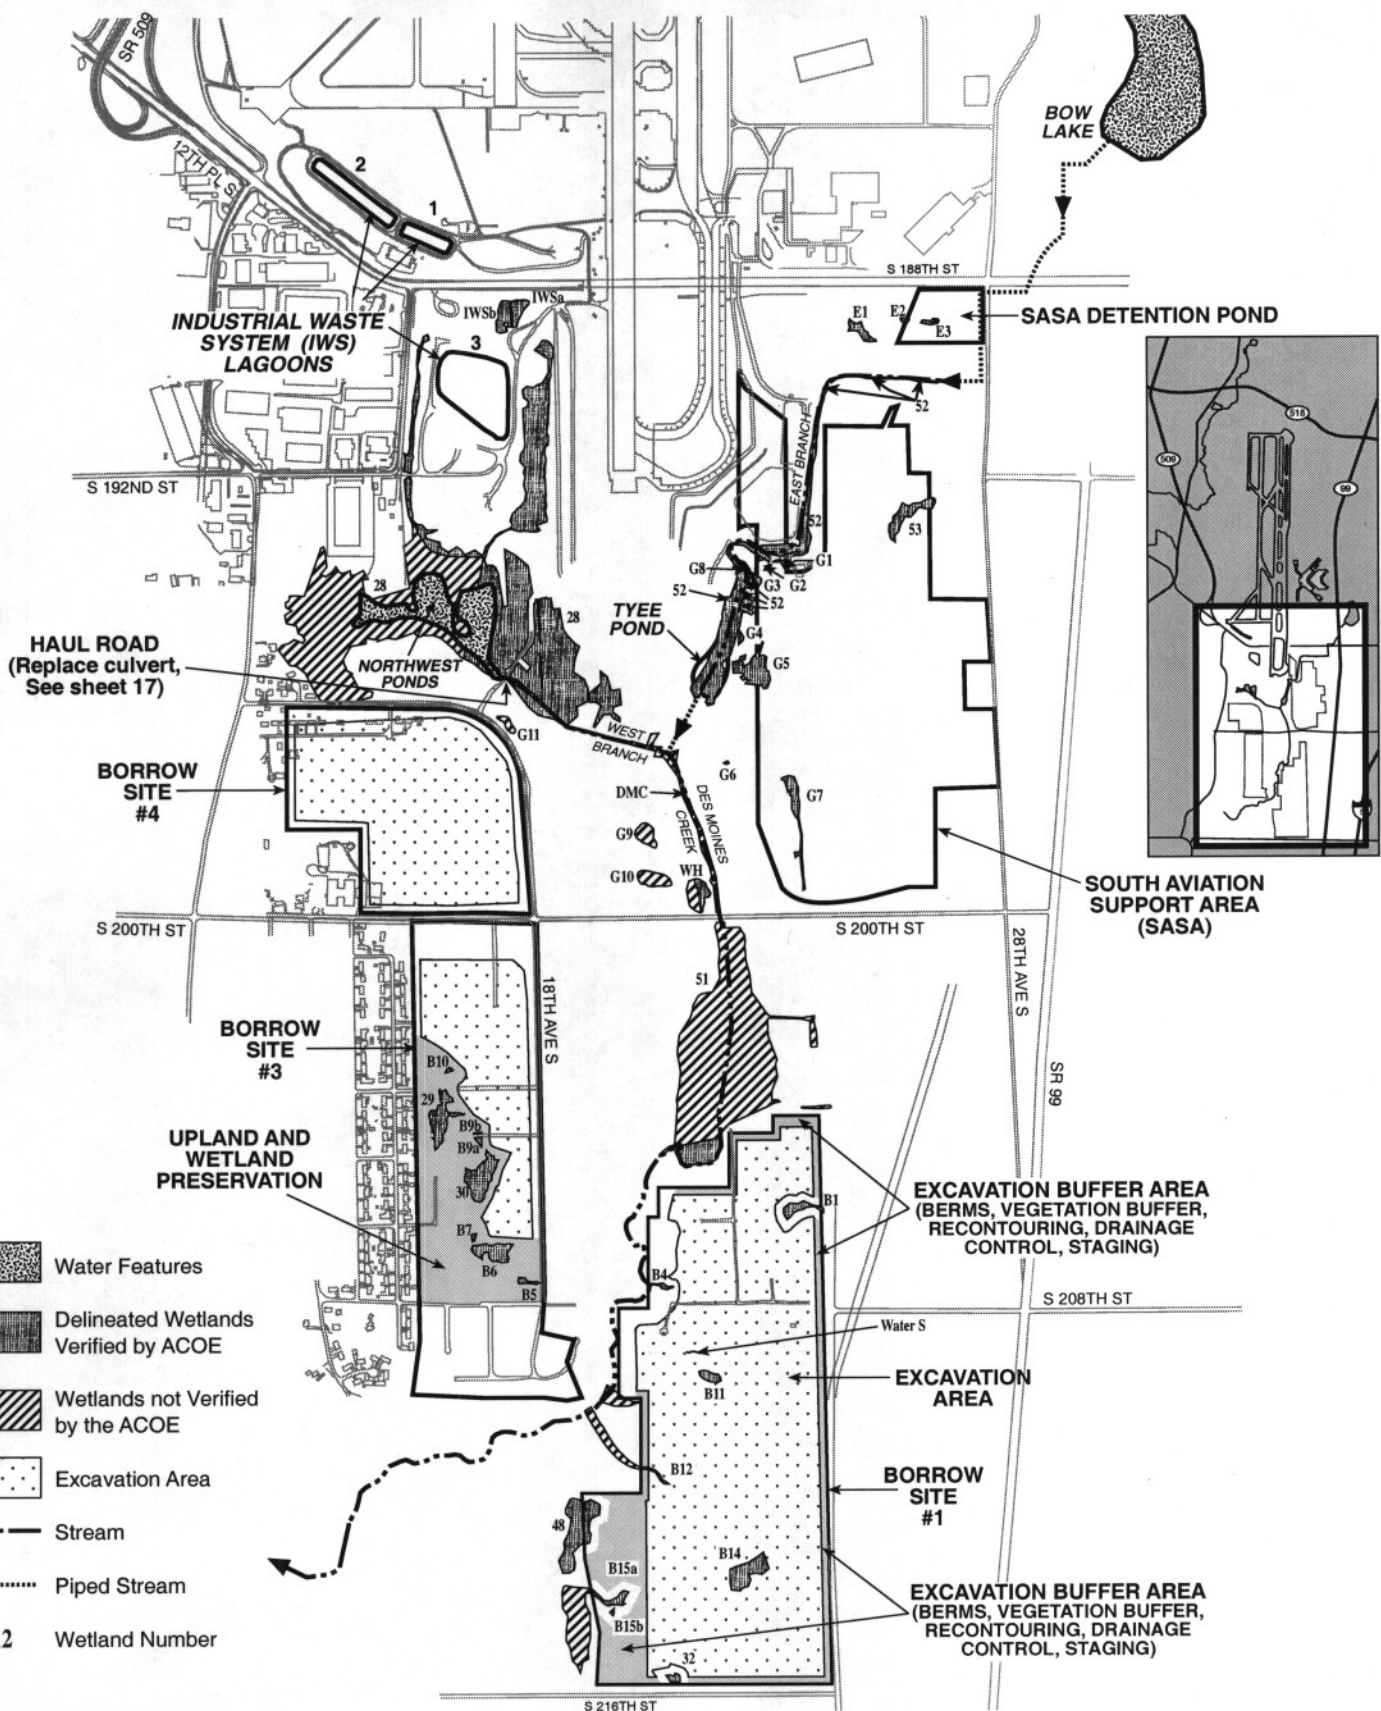 SR 509
12TH PL S
BOW
LAKE
2
1
S 188TH ST
IWSa
IWSb
INDUSTRIAL WASTE
SYSTEM (IWS)
LAGOONS
3
E1
E2
E3
SASA DETENTION POND
52
EAST BRANCH
518
509
99
S 192ND ST
52
53
G1
G8
G3
G2
52
52
28
28
TYEE
POND
G4
G5
HAUL ROAD
(Replace culvert,
See sheet 17)
NORTHWEST
PONDS
G11
WEST
BRANCH
G6
BORROW
SITE
#4
DMC
DES MOINES
CREEK
G7
G9
G10
WH
SOUTH AVIATION
SUPPORT AREA
(SASA)
S 200TH ST
S 200TH ST
28TH AVE S
18TH AVE S
51
BORROW
SITE
#3
SR 99
B10
29
B9b
B9a
30
UPLAND AND
WETLAND
PRESERVATION
B7
B6
B5
EXCAVATION BUFFER AREA
(BERMS, VEGETATION BUFFER,
RECONTOURING, DRAINAGE
CONTROL, STAGING)
B1
B4
S 208TH ST
Water S
B11
EXCAVATION
AREA
B12
BORROW
SITE
#1
48
B14
B15a
B15b
EXCAVATION BUFFER AREA
(BERMS, VEGETATION BUFFER,
RECONTOURING, DRAINAGE
CONTROL, STAGING)
32
S 216TH ST
Water Features
Delineated Wetlands
Verified by ACOE
Wetlands not Verified
by the ACOE
Excavation Area
Stream
Piped Stream
2 Wetland Number